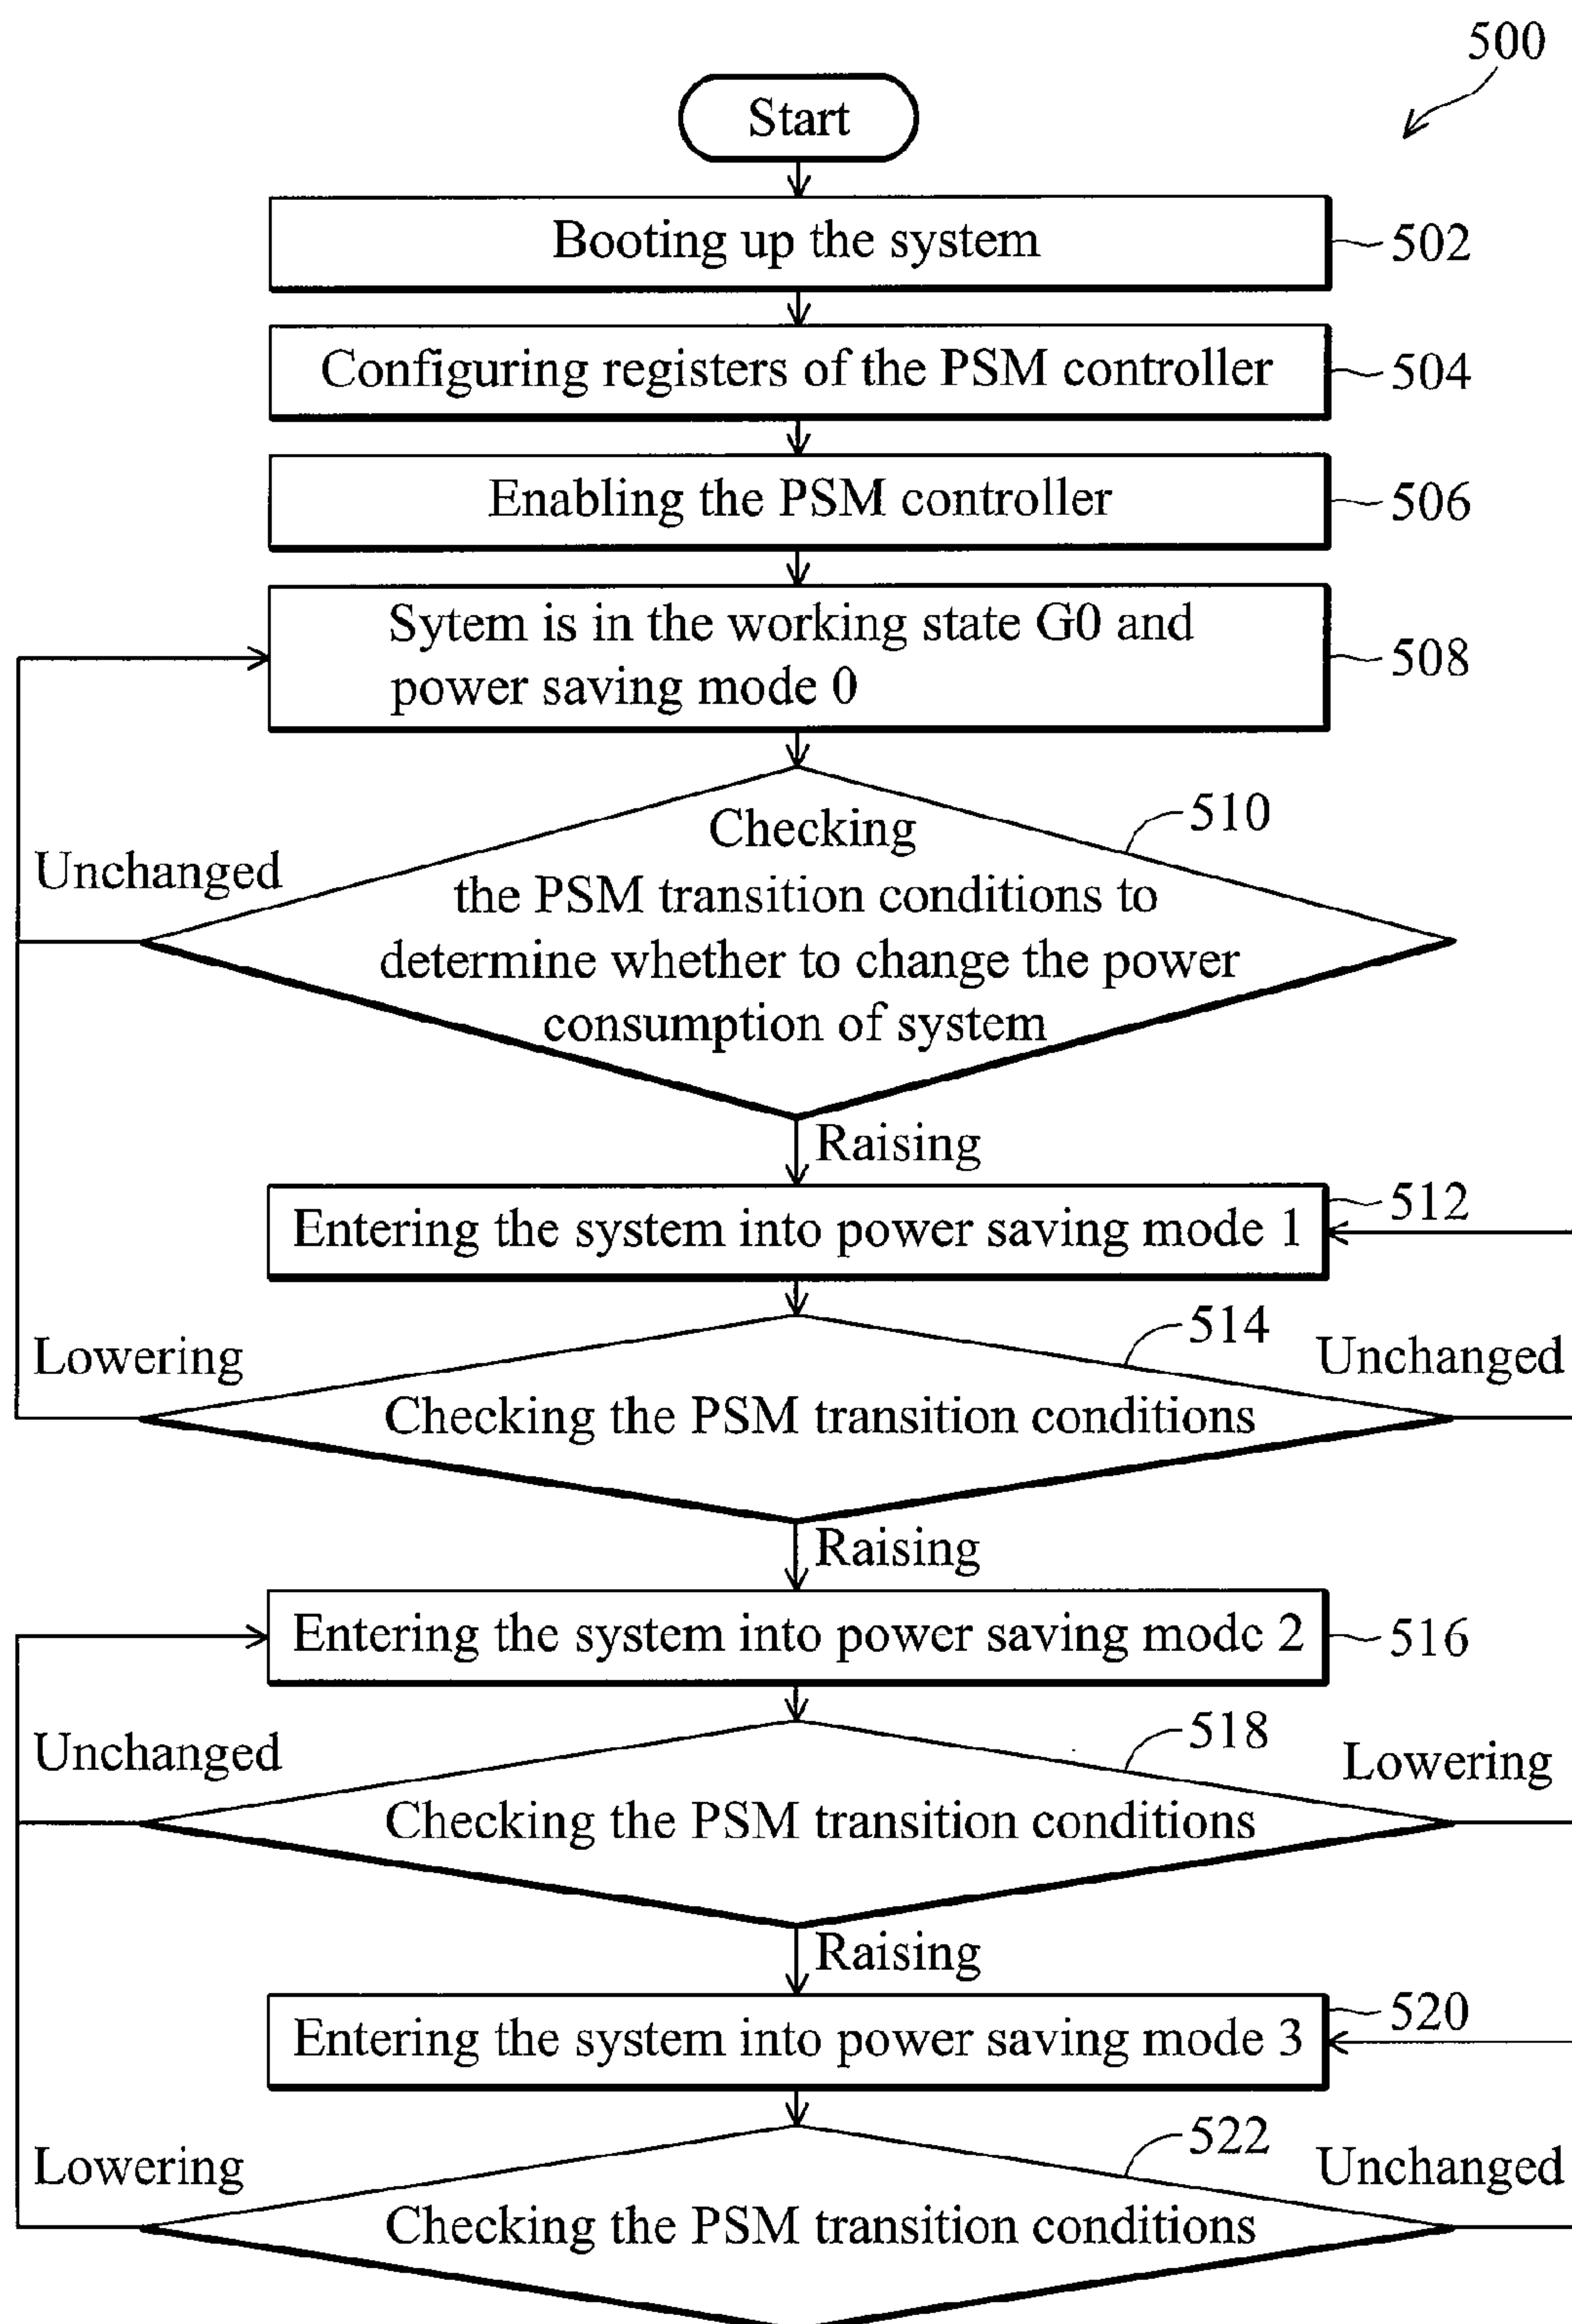 500
Start
Booting up the system
502
Configuring registers of the PSM controller
504
Enabling the PSM controller
506
Sytem is in the working state G0 and
power saving mode 0
508
510
Unchanged
Checking
the PSM transition conditions to
determine whether to change the power
consumption of system
Raising
Entering the system into power saving mode 1
512
514
Lowering
Unchanged
Checking the PSM transition conditions
Raising
Entering the system into power saving mode 2
516
518
Unchanged
Lowering
Checking the PSM transition conditions
Raising
Entering the system into power saving mode 3
520
522
Lowering
Unchanged
Checking the PSM transition conditions